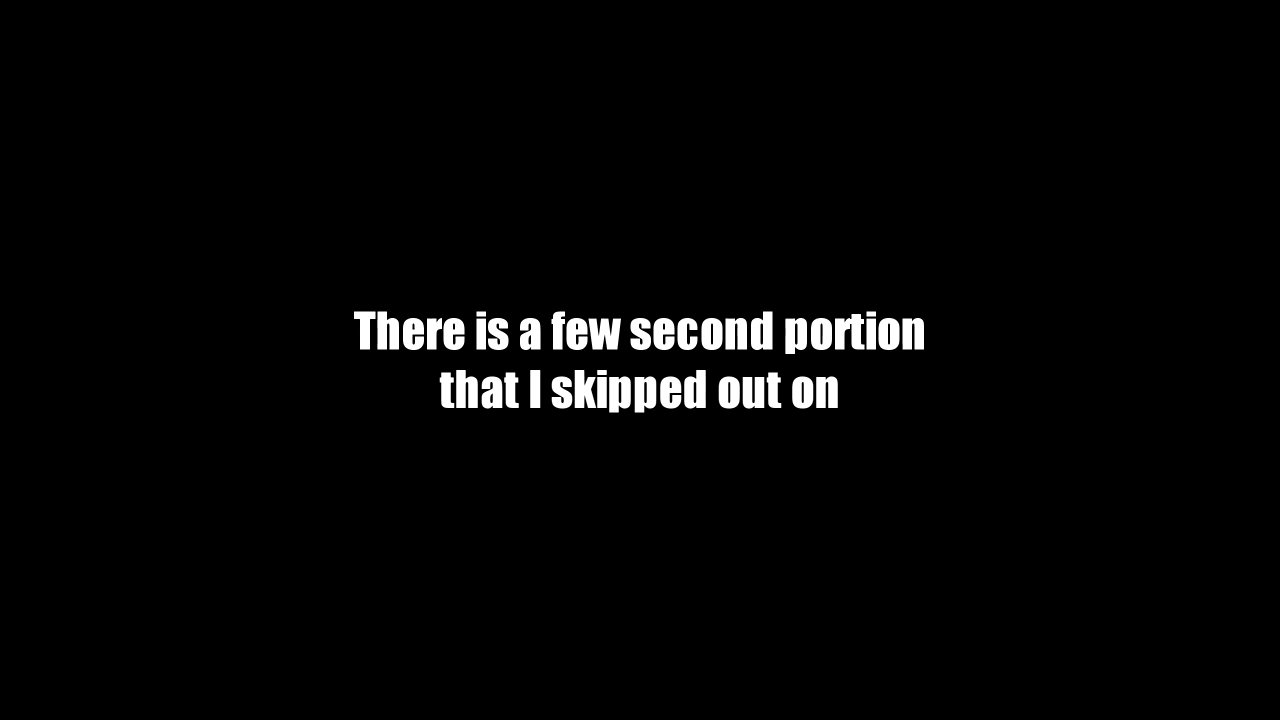 There is a few second portion
that I skipped out on